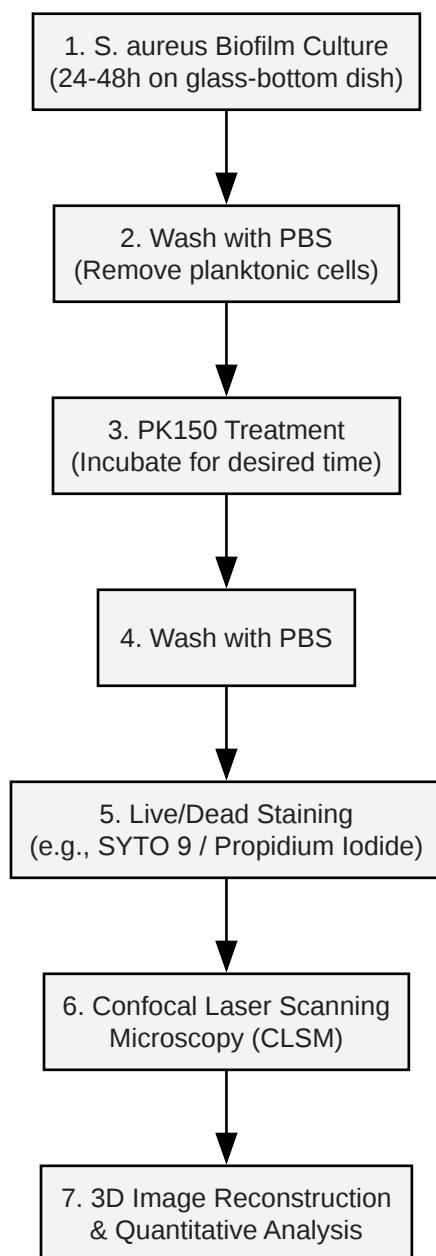 1. S. aureus Biofilm Culture
(24-48h on glass-bottom dish)
2. Wash with PBS
(Remove planktonic cells)
3. PK150 Treatment
(Incubate for desired time)
4. Wash with PBS
5. Live/Dead Staining
(e.g., SYTO 9 / Propidium Iodide)
6. Confocal Laser Scanning
Microscopy (CLSM)
7. 3D Image Reconstruction
& Quantitative Analysis